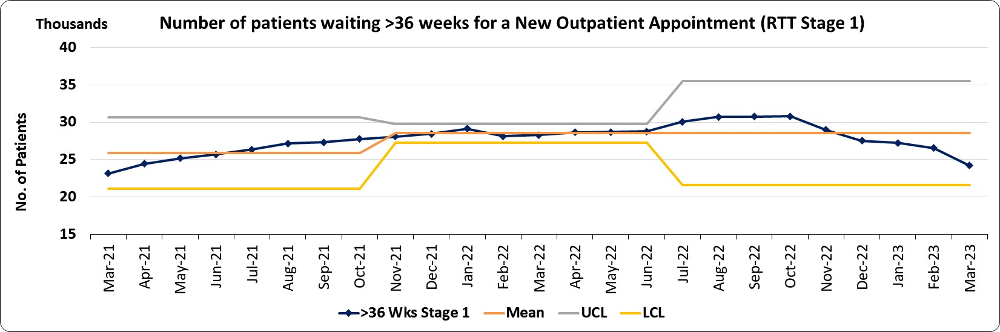 Thousands
Number of patients waiting >36 weeks for a New Outpatient Appointment (RTT Stage 1)
No. of Patients
40
35
30
25
20
15
Mar-21
Apr-21
May-21
Jun-21
Jul-21
Aug-21
Sep-21
Oct-21
Nov-21
Dec-21
Jan-22
Feb-22
Mar-22
Apr-22
May-22
Jun-22
Jul-22
Aug-22
Sep-22
Oct-22
Nov-22
Dec-22
Jan-23
Feb-23
Mar-23
>36 Wks Stage 1 Mean UCL LCL